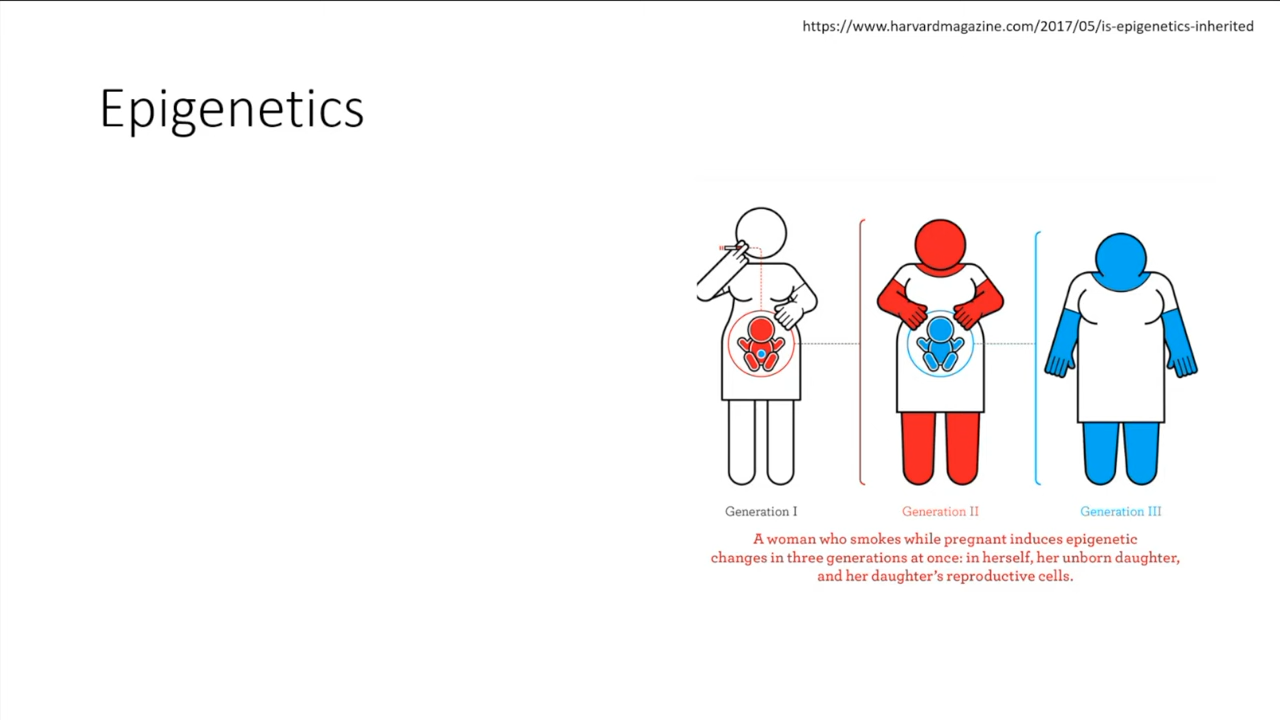 https://www.harvardmagazine.com/2017/05/is-epigenetics-inherited
Epigenetics
Generation I
Generation II
Generation III
A woman who smokes while pregnant induces epigenetic
changes in three generations at once: in herself, her unborn daughter,
and her daughter's reproductive cells.